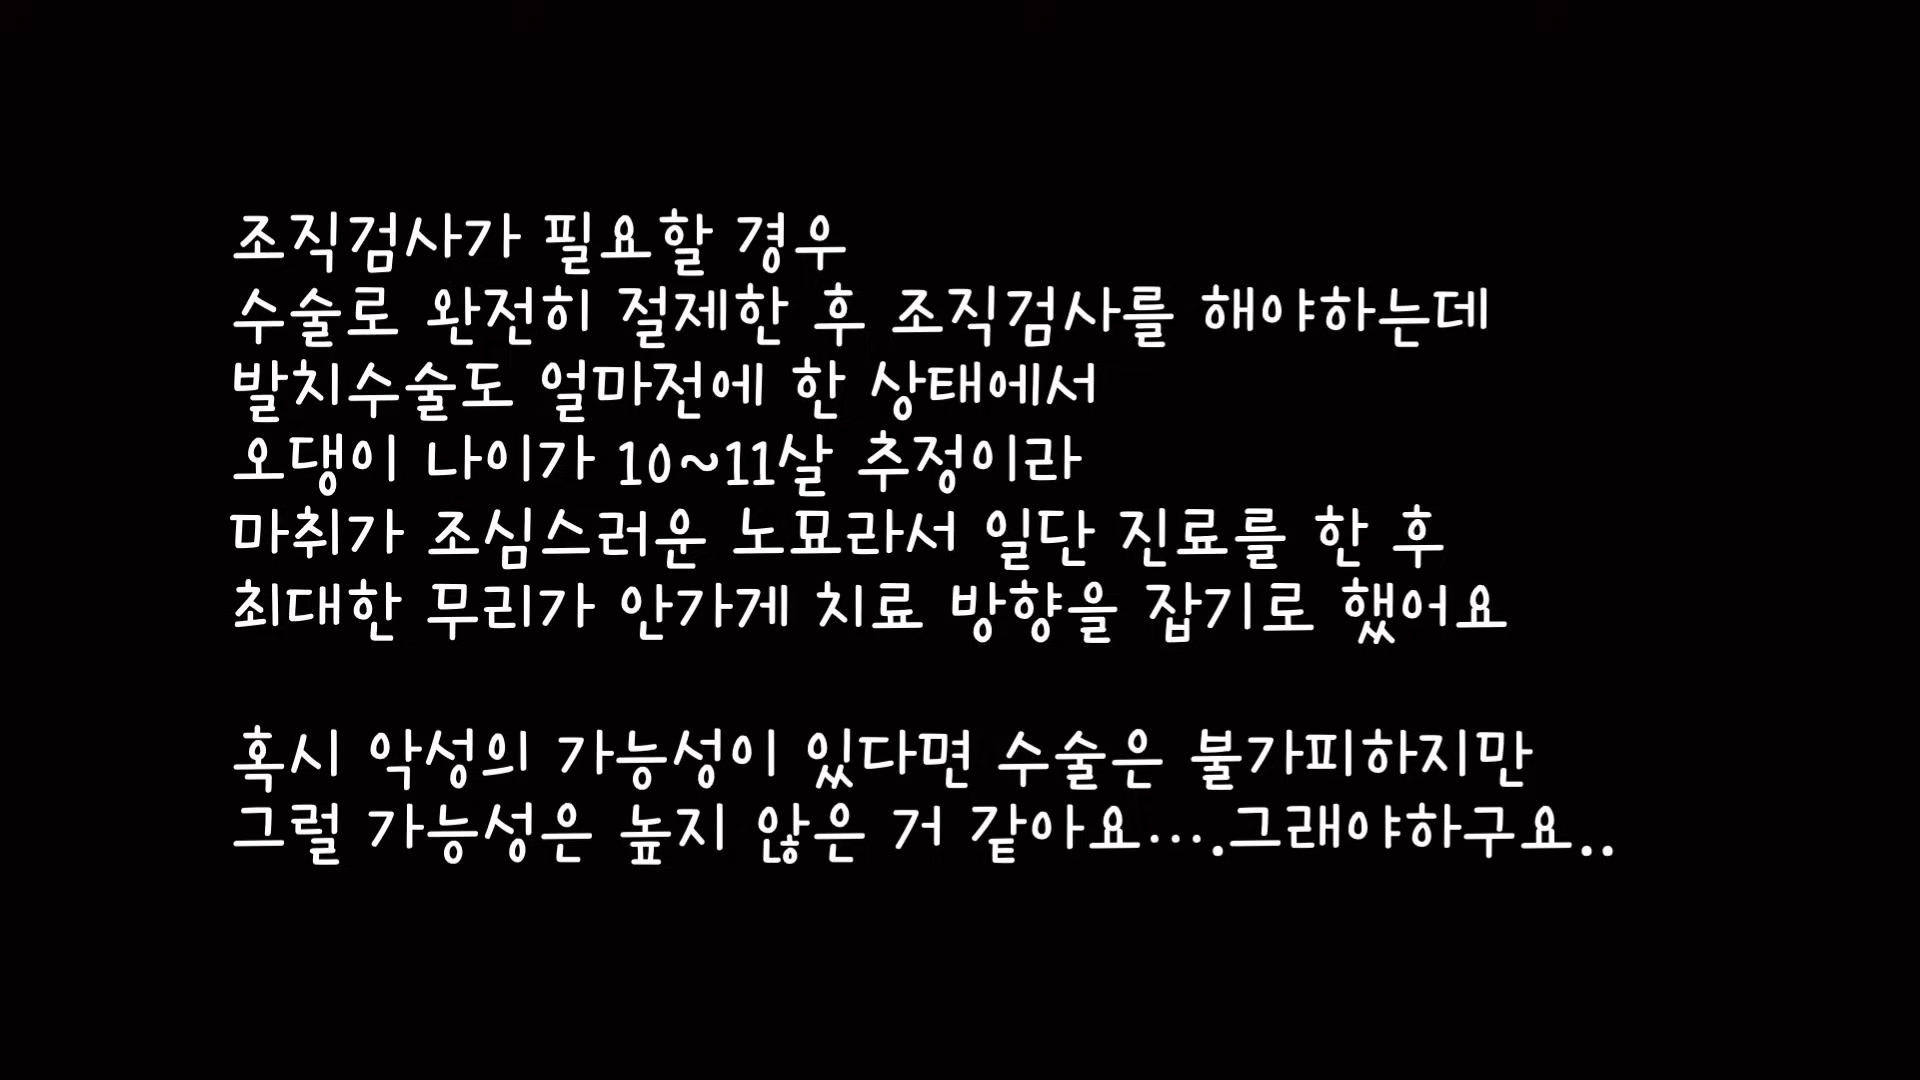 조직검사가 필요할 경우
수술로 완전히 절제한 후 조직검사를 해야하는데
발치수술도 얼마전에 한 상태에서
오댕이 나이가 10~11살 추정이라
마취가 조심스러운 노묘라서 일단 진료를 한 후
최대한 무리가 안가게 치료 방향을 잡기로 했어요
혹시 악성의 가능성이 있다면 수술은 불가피하지만
그럴 가능성은 높지 않은 거 같아요….그래야하구요..